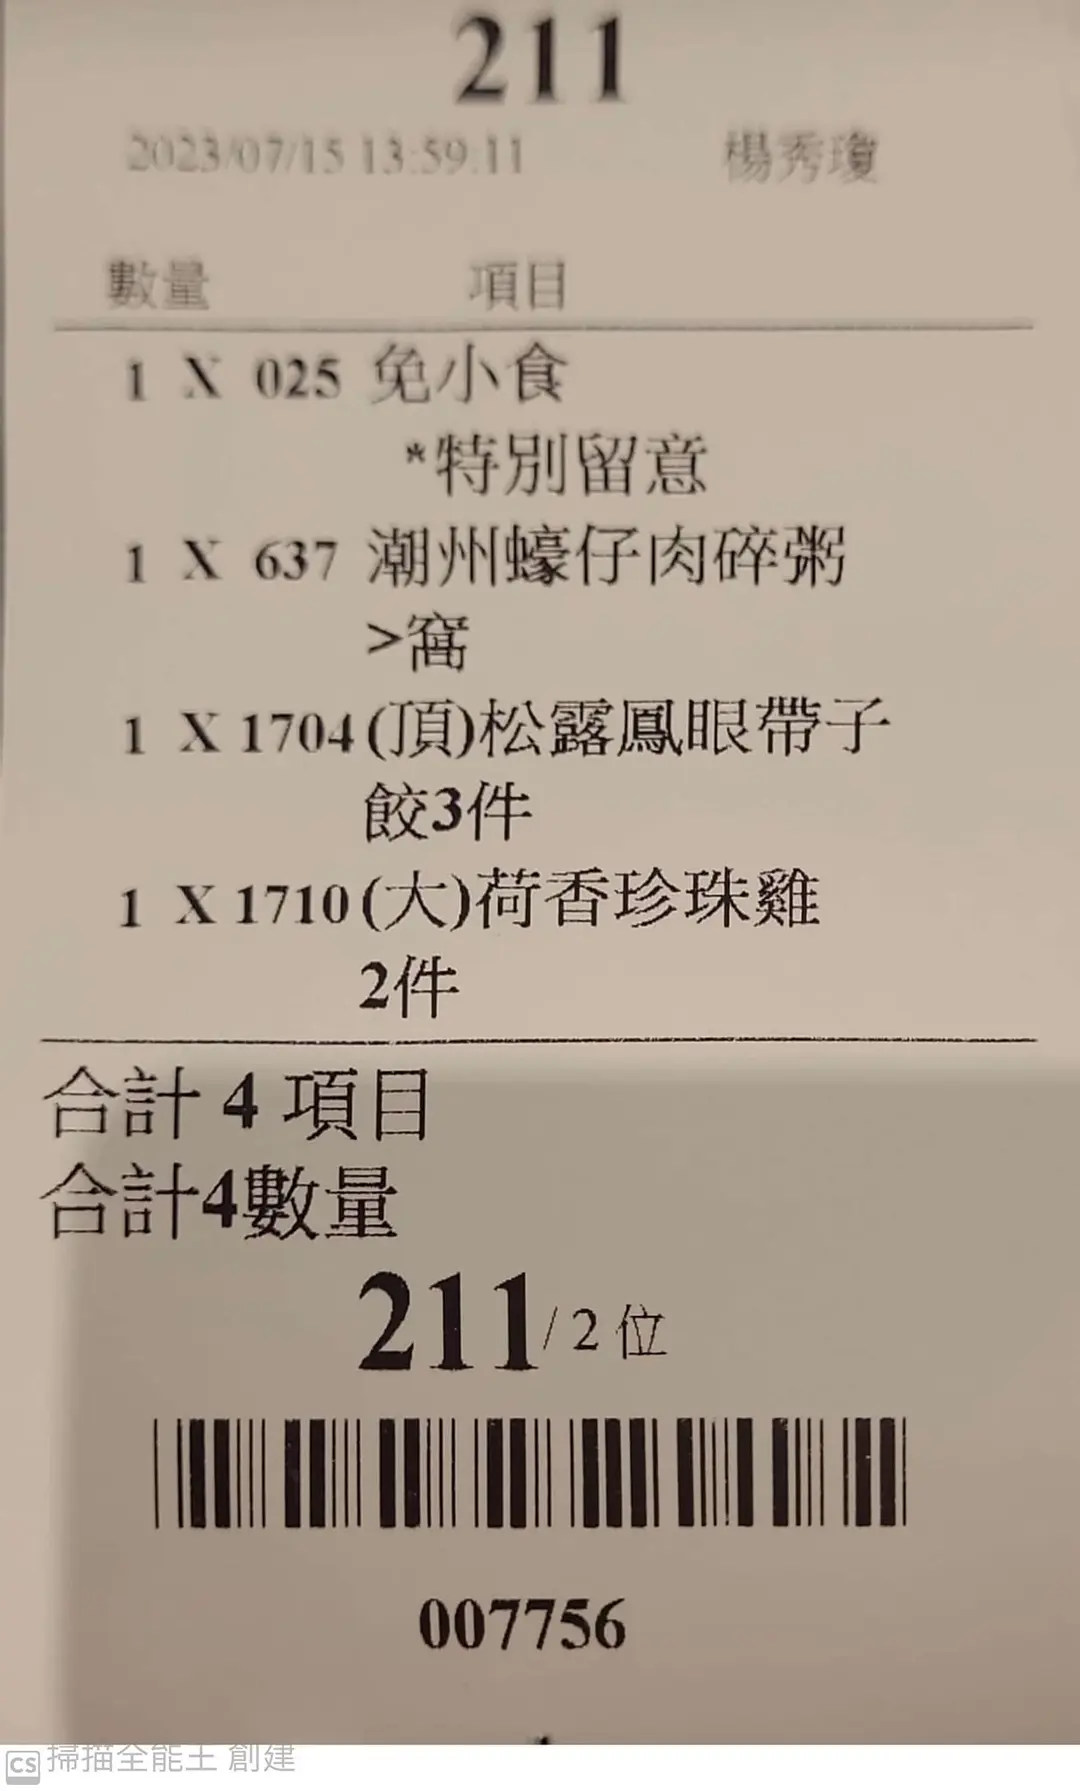 211
2023/07/15 13:59:11 楊秀瓊
數量 項目
1 X 025 免小食
*特別留意
1 X 637 潮州蠔仔肉碎粥
>窩
1 X 1704 (頂)松露鳳眼帶子
餃3件
1 X 1710 (大)荷香珍珠雞
2件
合計 4 項目
合計4數量
211 / 2 位
007756
CS 掃描全能王 創建